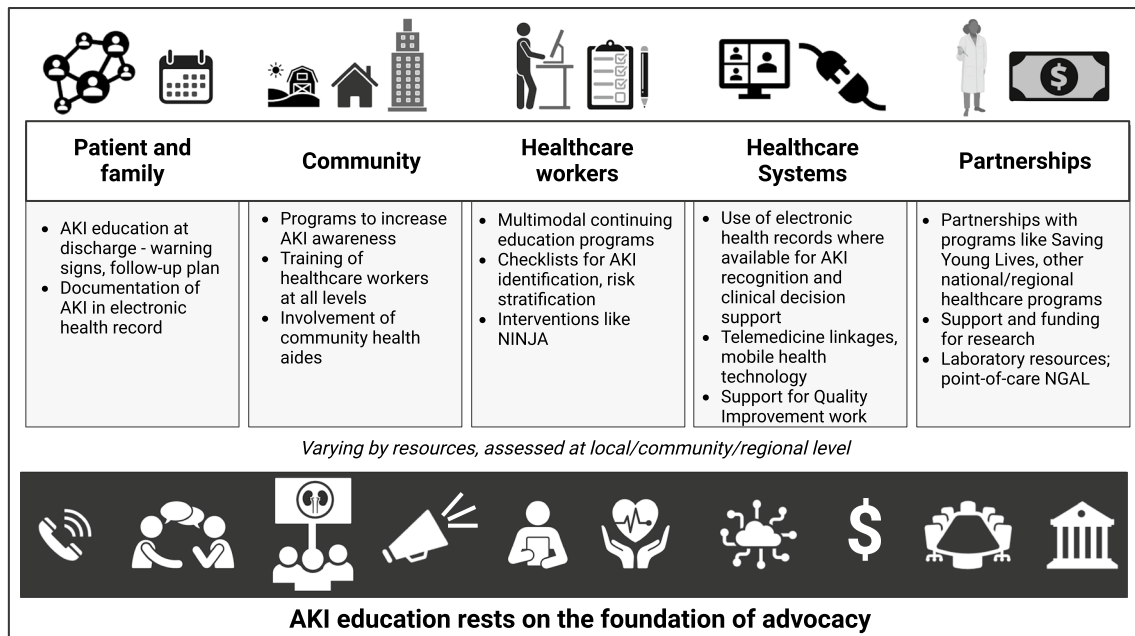 Patient and
family
Community
Healthcare
workers
Healthcare
Systems
Partnerships
• AKI education at
discharge - warning
signs, follow-up plan
• Documentation of
AKI in electronic
health record
• Programs to increase
AKI awareness
• Training of
healthcare workers
at all levels
• Involvement of
community health
aides
• Multimodal continuing
education programs
• Checklists for AKI
identification, risk
stratification
• Interventions like
NINJA
• Use of electronic
health records where
available for AKI
recognition and
clinical decision
support
• Telemedicine linkages,
mobile health
technology
• Support for Quality
Improvement work
• Partnerships with
programs like Saving
Young Lives, other
national/regional
healthcare programs
• Support and funding
for research
• Laboratory resources;
point-of-care NGAL
Varying by resources, assessed at local/community/regional level
AKI education rests on the foundation of advocacy